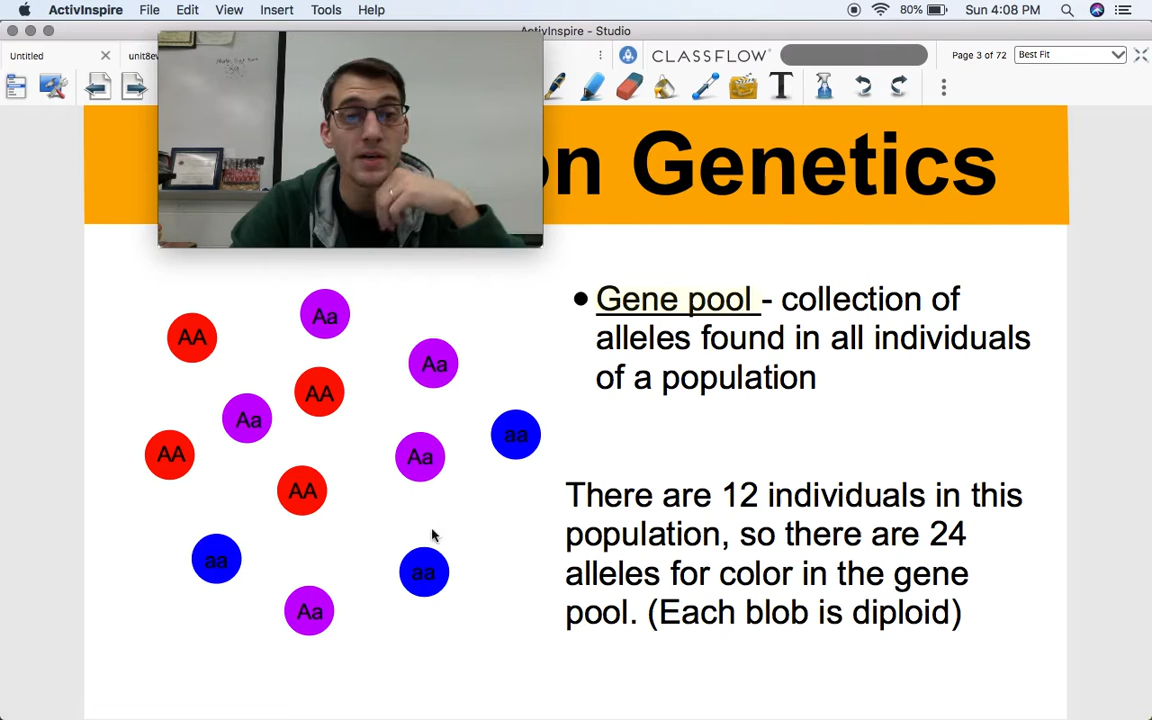 ActivInspire File Edit View Insert Tools Help 80% Sun 4:08 PM
ActivInspire - Studio
Untitled
CLASSFLOW
Page 3 of 72
Best Fit
on Genetics
• Gene pool - collection of
alleles found in all individuals
of a population
There are 12 individuals in this
population, so there are 24
alleles for color in the gene
pool. (Each blob is diploid)
Aa
AA
Aa
AA
Aa
aa
AA
Aa
AA
aa
aa
Aa